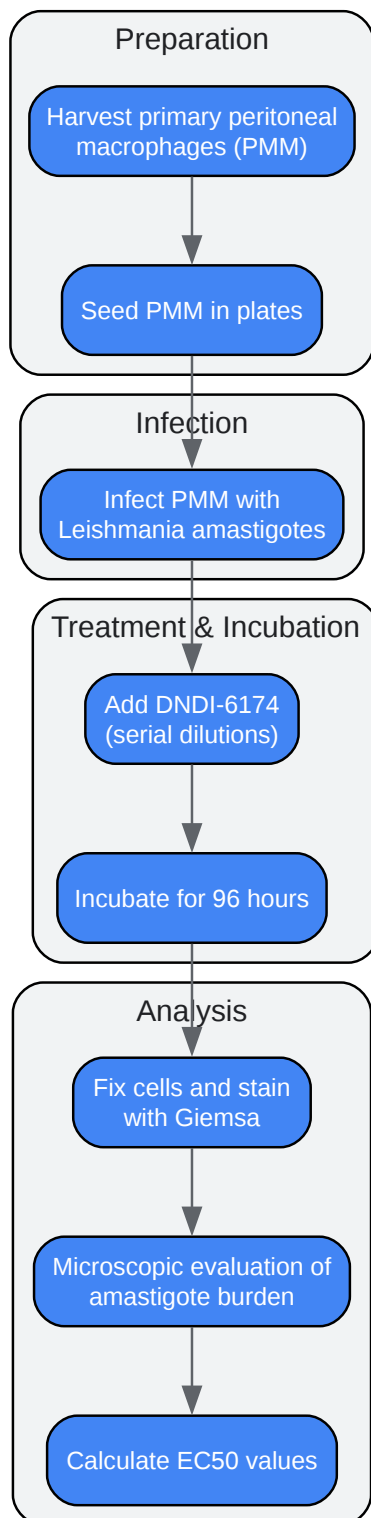 Preparation
Harvest primary peritoneal
macrophages (PMM)
Seed PMM in plates
Infection
Infect PMM with
Leishmania amastigotes
Treatment & Incubation
Add DNDI-6174
(serial dilutions)
Incubate for 96 hours
Analysis
Fix cells and stain
with Giemsa
Microscopic evaluation of
amastigote burden
Calculate EC50 values